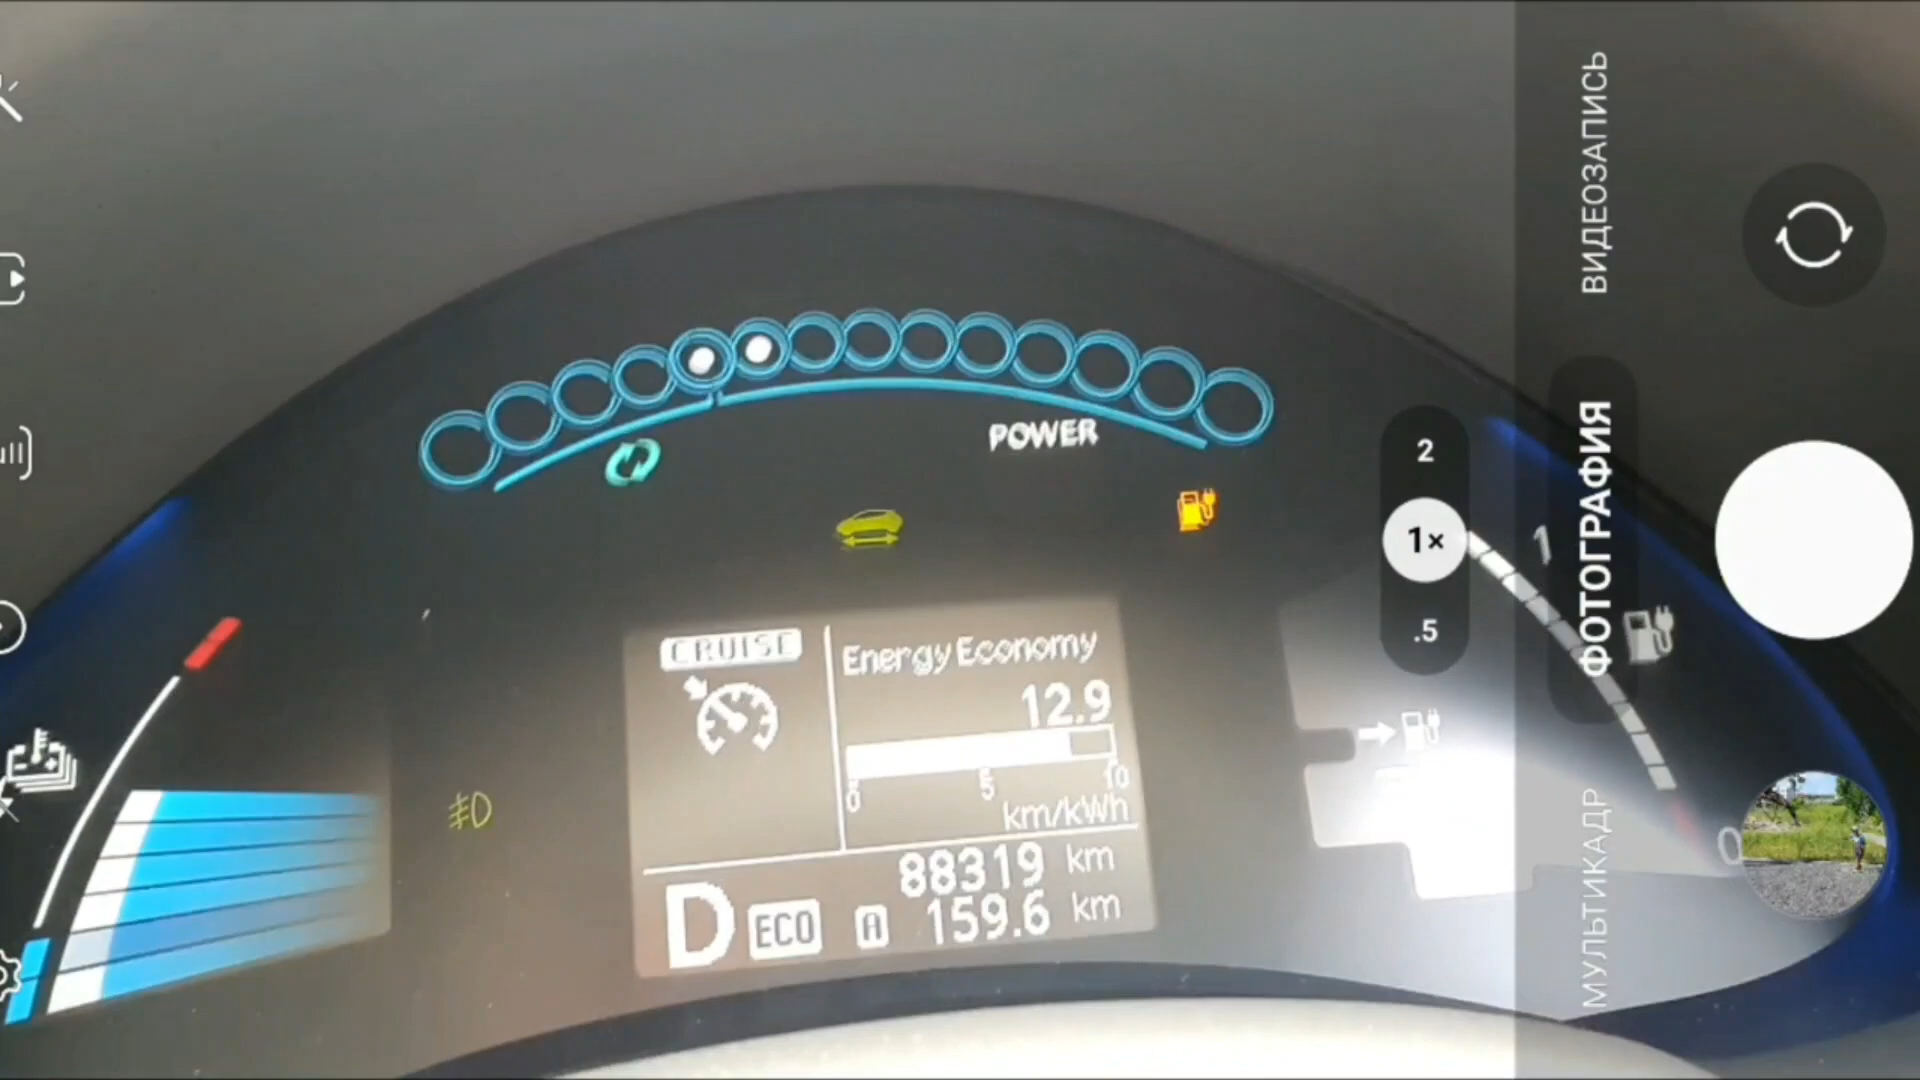 POWER
CRUISE
Energy Economy
12.9
0 5 10
km/kWh
88319 km
159.6 km
D
ECO
A
1
0
2
1×
.5
ВИДЕОЗАПИСЬ
ФОТОГРАФИЯ
МУЛЬТИКАДР